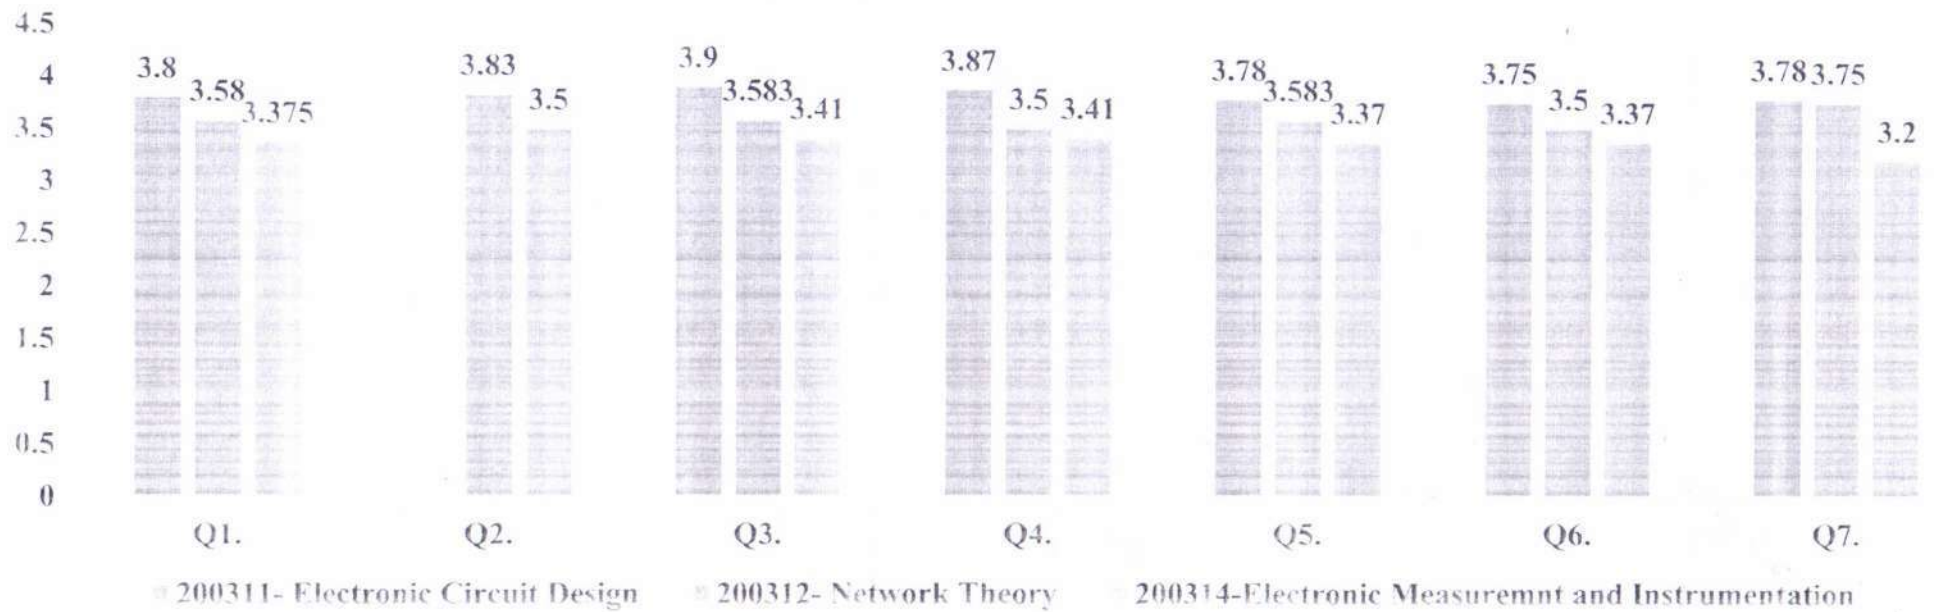 4.5
4
3.5
3
2.5
2
1.5
1
0.5
0
3.8 3.58 3.375
3.83 3.5
3.9 3.583 3.41
3.87 3.5 3.41
3.78 3.583 3.37
3.75 3.5 3.37
3.78 3.75 3.2
Q1. Q2. Q3. Q4. Q5. Q6. Q7.
200311- Electronic Circuit Design 200312- Network Theory 200314-Electronic Measuremnt and Instrumentation